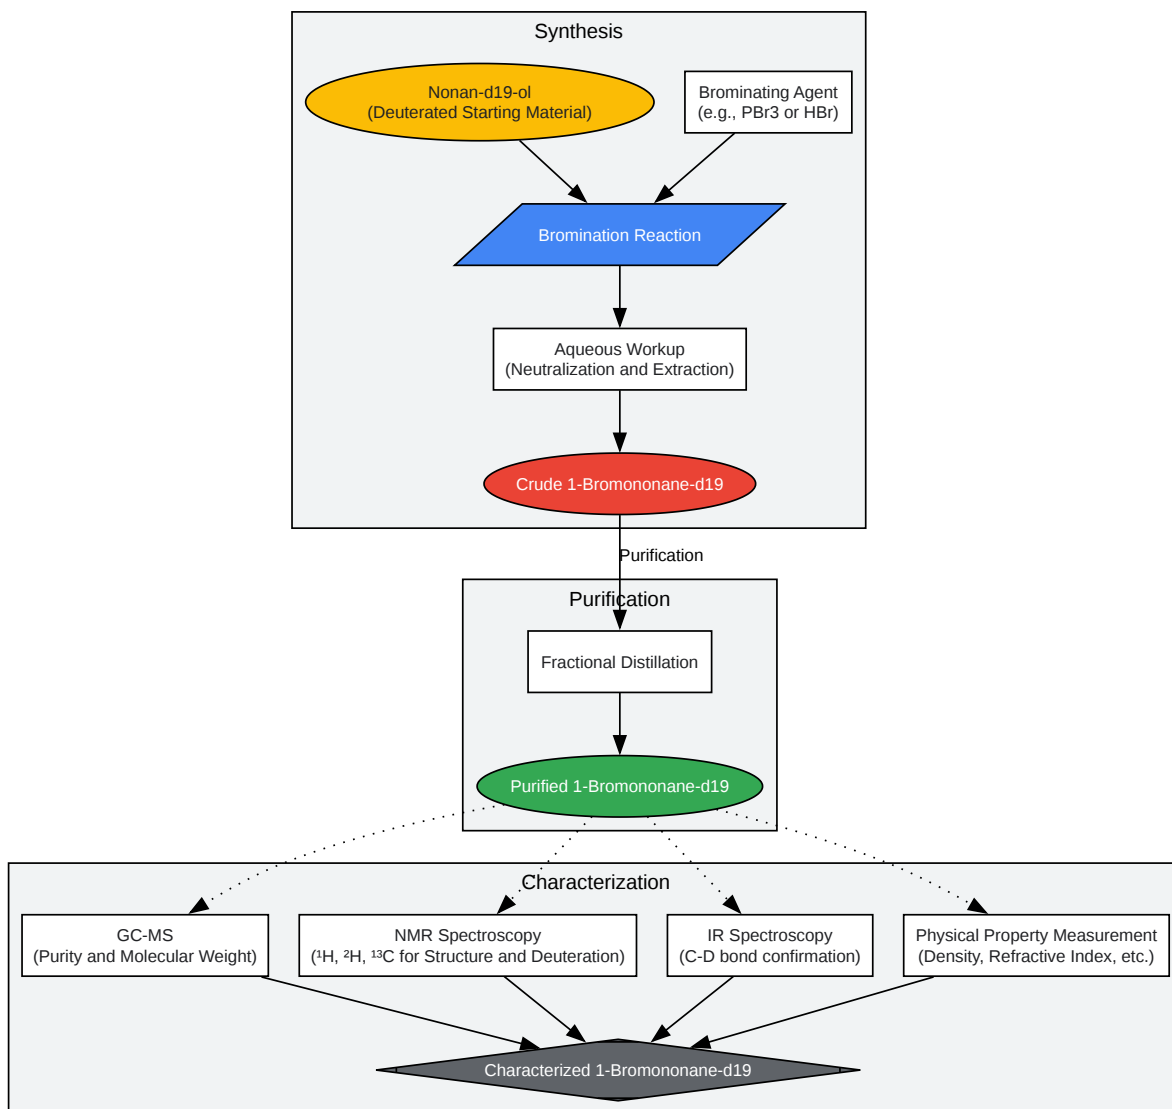 Synthesis
Nonan-d19-ol
(Deuterated Starting Material)
Brominating Agent
(e.g., PBr3 or HBr)
Bromination Reaction
Aqueous Workup
(Neutralization and Extraction)
Crude 1-Bromononane-d19
Purification
Purification
Fractional Distillation
Purified 1-Bromononane-d19
Characterization
GC-MS
(Purity and Molecular Weight)
NMR Spectroscopy
(¹H, ²H, ¹³C for Structure and Deuteration)
IR Spectroscopy
(C-D bond confirmation)
Physical Property Measurement
(Density, Refractive Index, etc.)
Characterized 1-Bromononane-d19